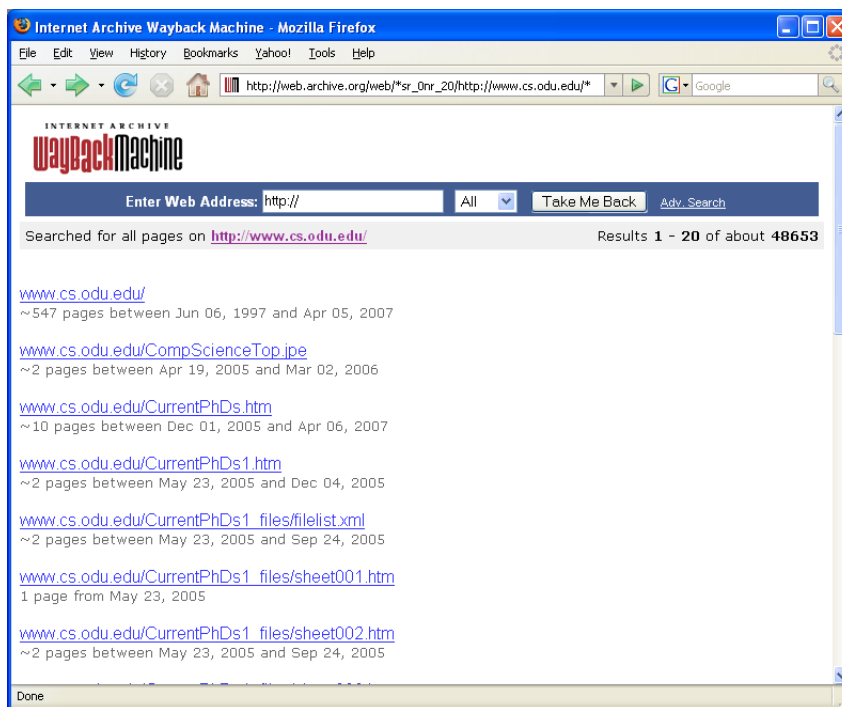 Internet Archive Wayback Machine - Mozilla Firefox
File Edit View History Bookmarks Yahoo! Tools Help
http://web.archive.org/web/*sr_0nr_20/http://www.cs.odu.edu/* G Google
INTERNET ARCHIVE
WayBackMachine
Enter Web Address: http:// All Take Me Back Adv. Search
Searched for all pages on http://www.cs.odu.edu/ Results 1 - 20 of about 48653
www.cs.odu.edu/
~547 pages between Jun 06, 1997 and Apr 05, 2007
www.cs.odu.edu/CompScienceTop.jpe
~2 pages between Apr 19, 2005 and Mar 02, 2006
www.cs.odu.edu/CurrentPhDs.htm
~10 pages between Dec 01, 2005 and Apr 06, 2007
www.cs.odu.edu/CurrentPhDs1.htm
~2 pages between May 23, 2005 and Dec 04, 2005
www.cs.odu.edu/CurrentPhDs1_files/filelist.xml
~2 pages between May 23, 2005 and Sep 24, 2005
www.cs.odu.edu/CurrentPhDs1_files/sheet001.htm
1 page from May 23, 2005
www.cs.odu.edu/CurrentPhDs1_files/sheet002.htm
~2 pages between May 23, 2005 and Sep 24, 2005
Done